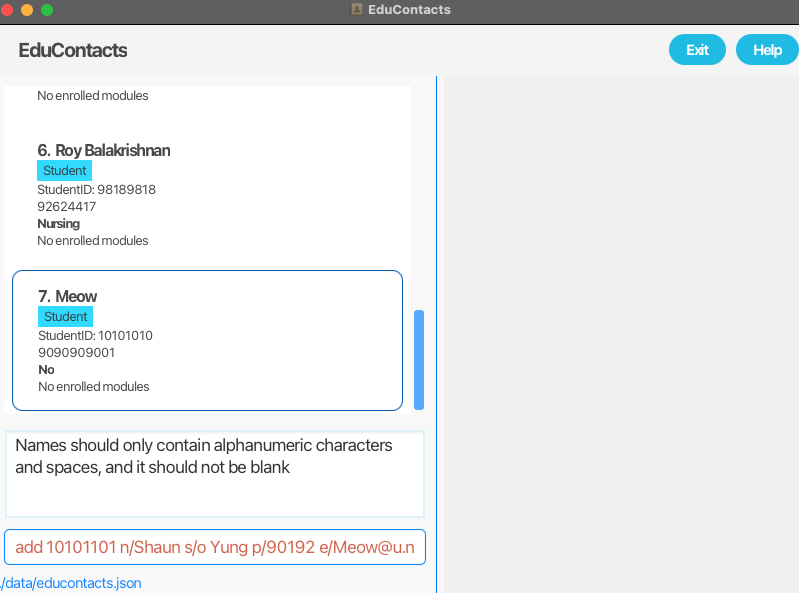 EduContacts
EduContacts
Exit
Help
No enrolled modules
6. Roy Balakrishnan
Student
StudentID: 98189818
92624417
Nursing
No enrolled modules
7. Meow
Student
StudentID: 10101010
9090909001
No
No enrolled modules
Names should only contain alphanumeric characters
and spaces, and it should not be blank
add 10101101 n/Shaun s/o Yung p/90192 e/Meow@u.n
./data/educontacts.json